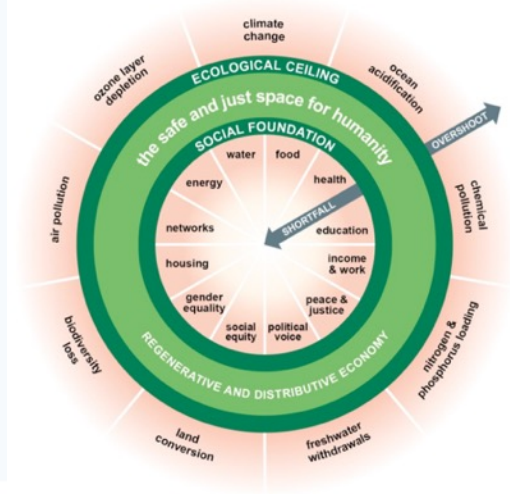 climate
change
ocean
acidification
chemical
pollution
nitrogen &
phosphorus loading
freshwater
withdrawals
land
conversion
biodiversity
loss
air pollution
ozone layer
depletion
OVERSHOOT
ECOLOGICAL CEILING
the safe and just space for humanity
SOCIAL FOUNDATION
water
food
health
SHORTFALL
education
income
& work
peace &
justice
political
voice
social
equity
gender
equality
housing
networks
energy
REGENERATIVE AND DISTRIBUTIVE ECONOMY